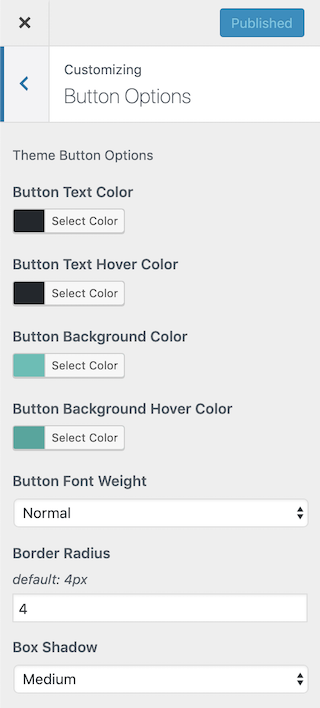 Published
Customizing
Button Options
Theme Button Options
Button Text Color
Select Color
Button Text Hover Color
Select Color
Button Background Color
Select Color
Button Background Hover Color
Select Color
Button Font Weight
Normal
Border Radius
default: 4px
4
Box Shadow
Medium